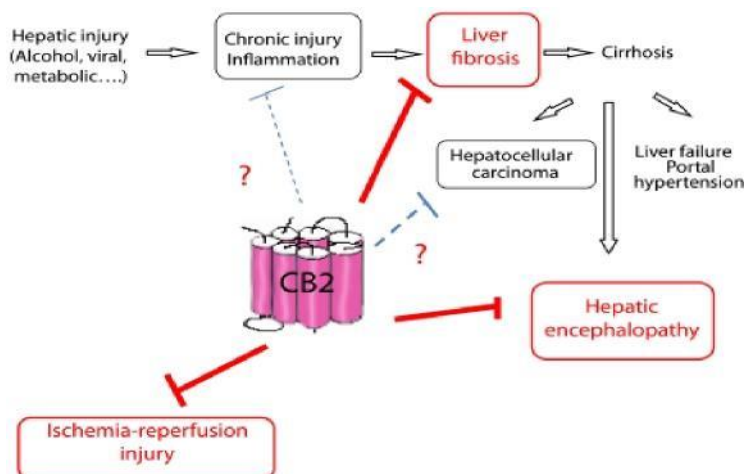 Hepatic injury
(Alcohol, viral,
metabolic....)
Chronic injury
Inflammation
Liver
fibrosis
Cirrhosis
Hepatocellular
carcinoma
Liver failure
Portal
hypertension
?
?
CB2
Hepatic
encephalopathy
Ischemia-reperfusion
injury